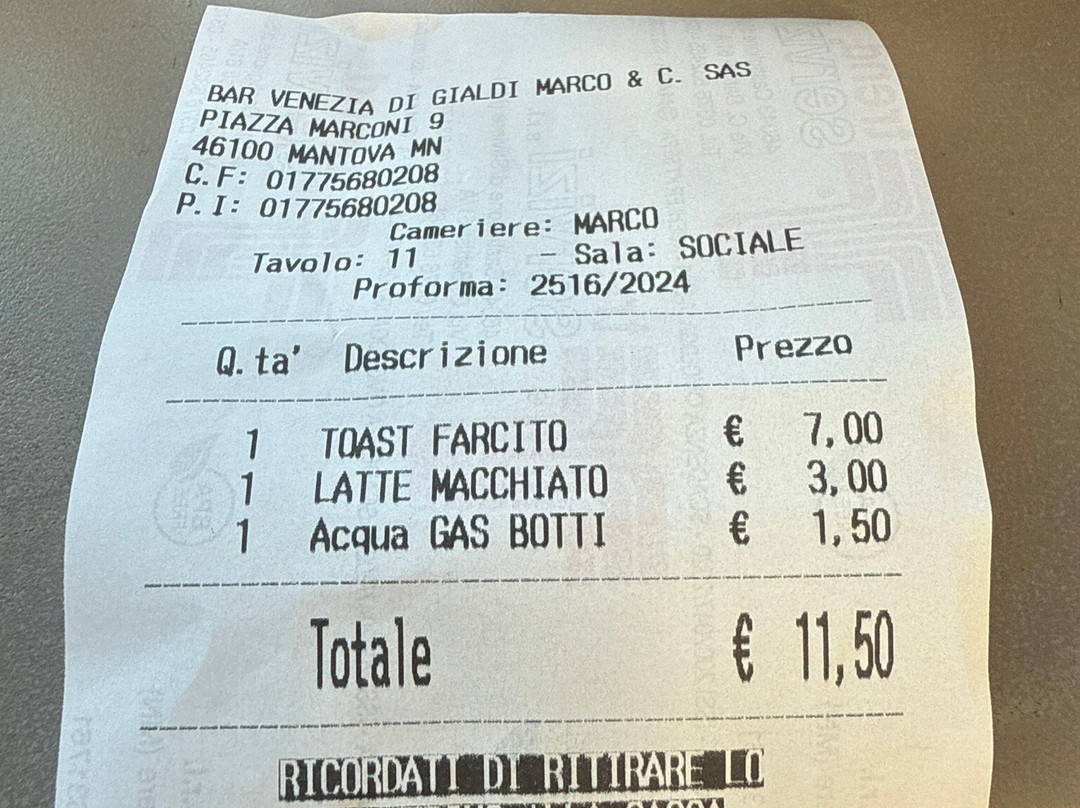 BAR VENEZIA DI GIALDI MARCO & C. SAS
PIAZZA MARCONI 9
46100 MANTOVA MN
C.F: 01775680208
P.I: 01775680208
Cameriere: MARCO
Tavolo: 11 - Sala: SOCIALE
Proforma: 2516/2024
Q.ta' Descrizione Prezzo
1 TOAST FARCITO € 7,00
1 LATTE MACCHIATO € 3,00
1 Acqua GAS BOTTI € 1,50
Totale € 11,50
RICORDATI DI RITIRARE LO